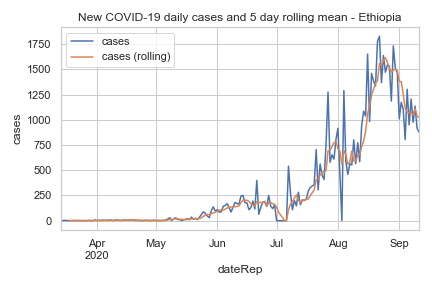 New COVID-19 daily cases and 5 day rolling mean - Ethiopia
cases
cases (rolling)
1750
1500
1250
1000
750
500
250
0
cases
Apr
2020
May
Jun
Jul
Aug
Sep
dateRep